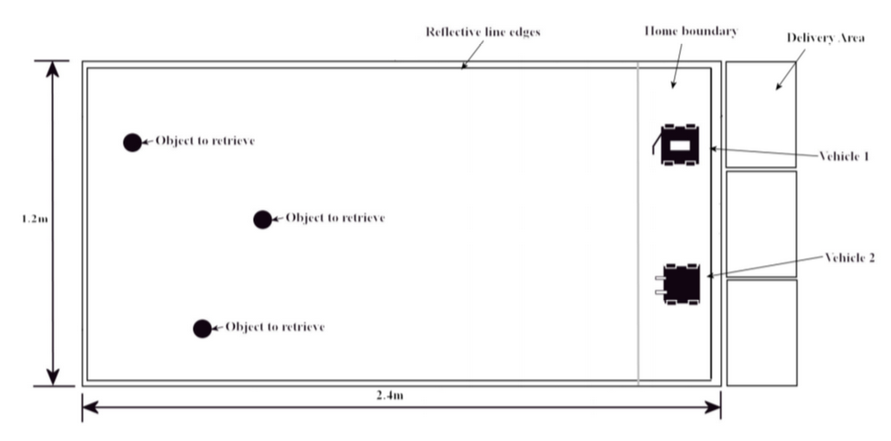 Reflective line edges
Home boundary
Delivery Area
Object to retrieve
Vehicle 1
1.2m
Object to retrieve
Vehicle 2
Object to retrieve
2.4m